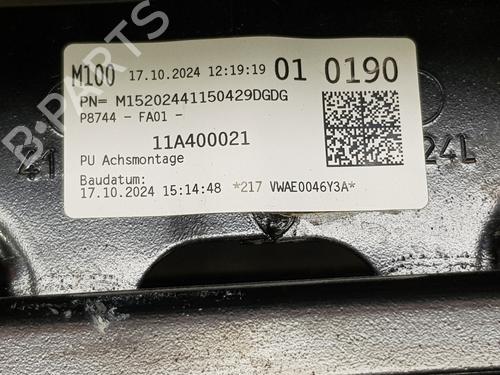 M100 17.10.2024 12:19:19 01 0190
PN= M15202441150429DGDG
P8744 - FA01 -
11A400021
PU Achsmontage
Baudatum:
17.10.2024 15:14:48 *217 VWAE0046Y3A*
41
24L
B-PARTS